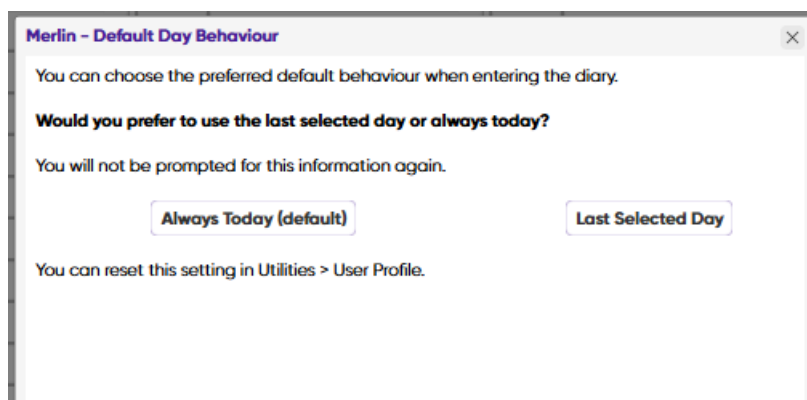 Merlin - Default Day Behaviour
You can choose the preferred default behaviour when entering the diary.
Would you prefer to use the last selected day or always today?
You will not be prompted for this information again.
Always Today (default) Last Selected Day
You can reset this setting in Utilities > User Profile.